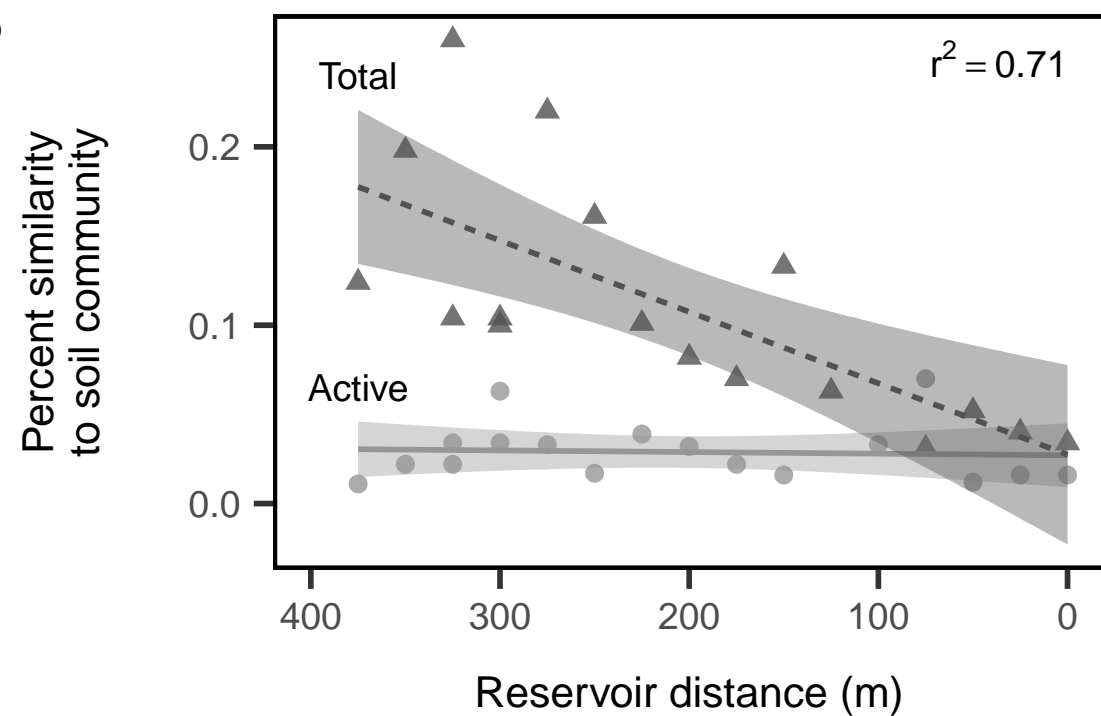 Total
r² = 0.71
Active
Percent similarity
to soil community
0.2
0.1
0.0
400 300 200 100 0
Reservoir distance (m)